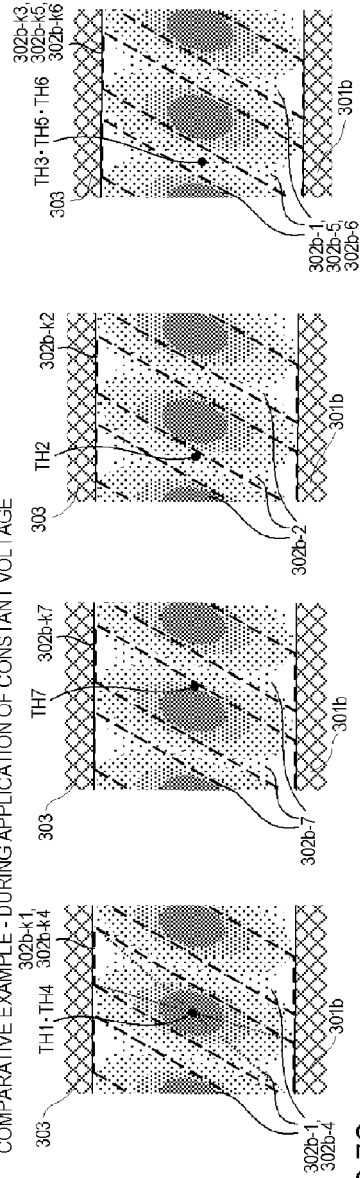 COMPARATIVE EXAMPLE - DURING APPLICATION OF CONSTANT VOLTAGE
303
TH1・TH4
302b-k1,
302b-k4
302b-1,
302b-4
301b
303
TH7
302b-k7
302b-7
301b
303
TH2
302b-k2
302b-2
301b
303
TH3・TH5・TH6
302b-k3,
302b-k5,
302b-k6
302b-1,
302b-5,
302b-6
301b